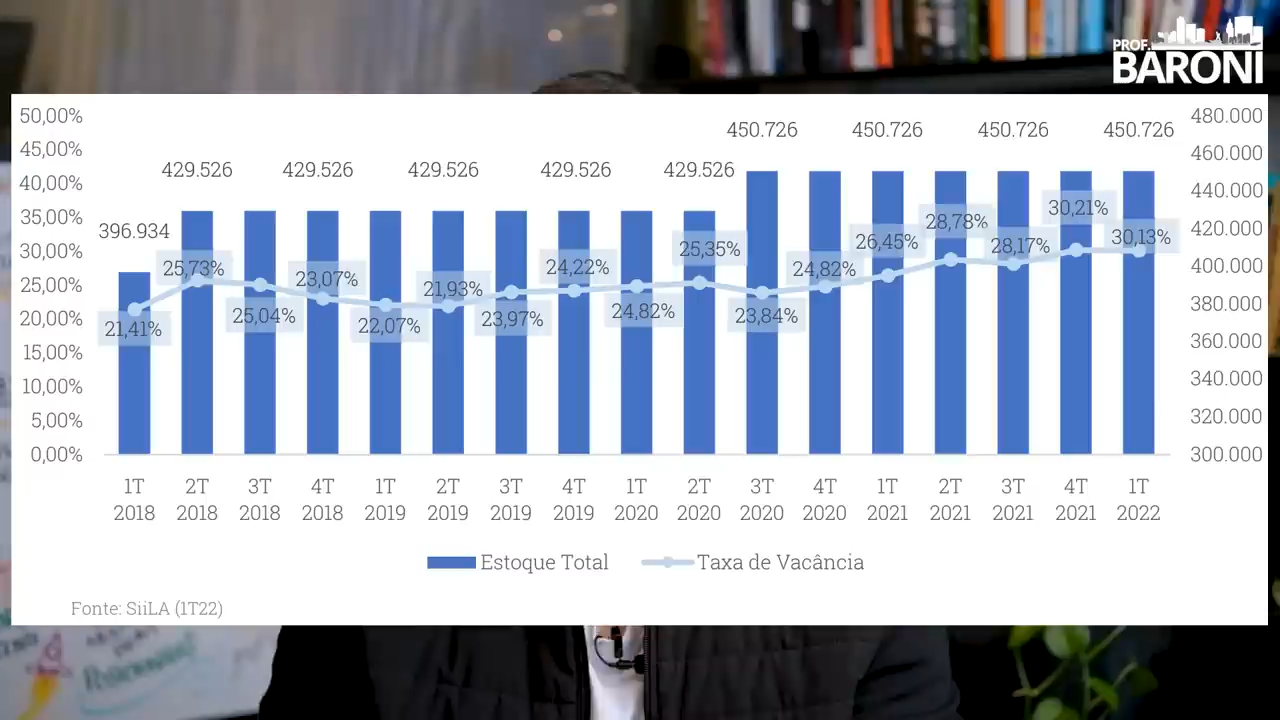 PROF.
BARONI
50,00%
45,00%
40,00%
35,00%
30,00%
25,00%
20,00%
15,00%
10,00%
5,00%
0,00%
480.000
460.000
440.000
420.000
400.000
380.000
360.000
340.000
320.000
300.000
396.934
429.526
429.526
429.526
429.526
429.526
450.726
450.726
450.726
450.726
21,41%
25,73%
25,04%
23,07%
22,07%
21,93%
23,97%
24,22%
24,82%
25,35%
23,84%
24,82%
26,45%
28,78%
28,17%
30,21%
30,13%
1T 2018
2T 2018
3T 2018
4T 2018
1T 2019
2T 2019
3T 2019
4T 2019
1T 2020
2T 2020
3T 2020
4T 2020
1T 2021
2T 2021
3T 2021
4T 2021
1T 2022
Estoque Total
Taxa de Vacância
Fonte: SiiLA (1T22)